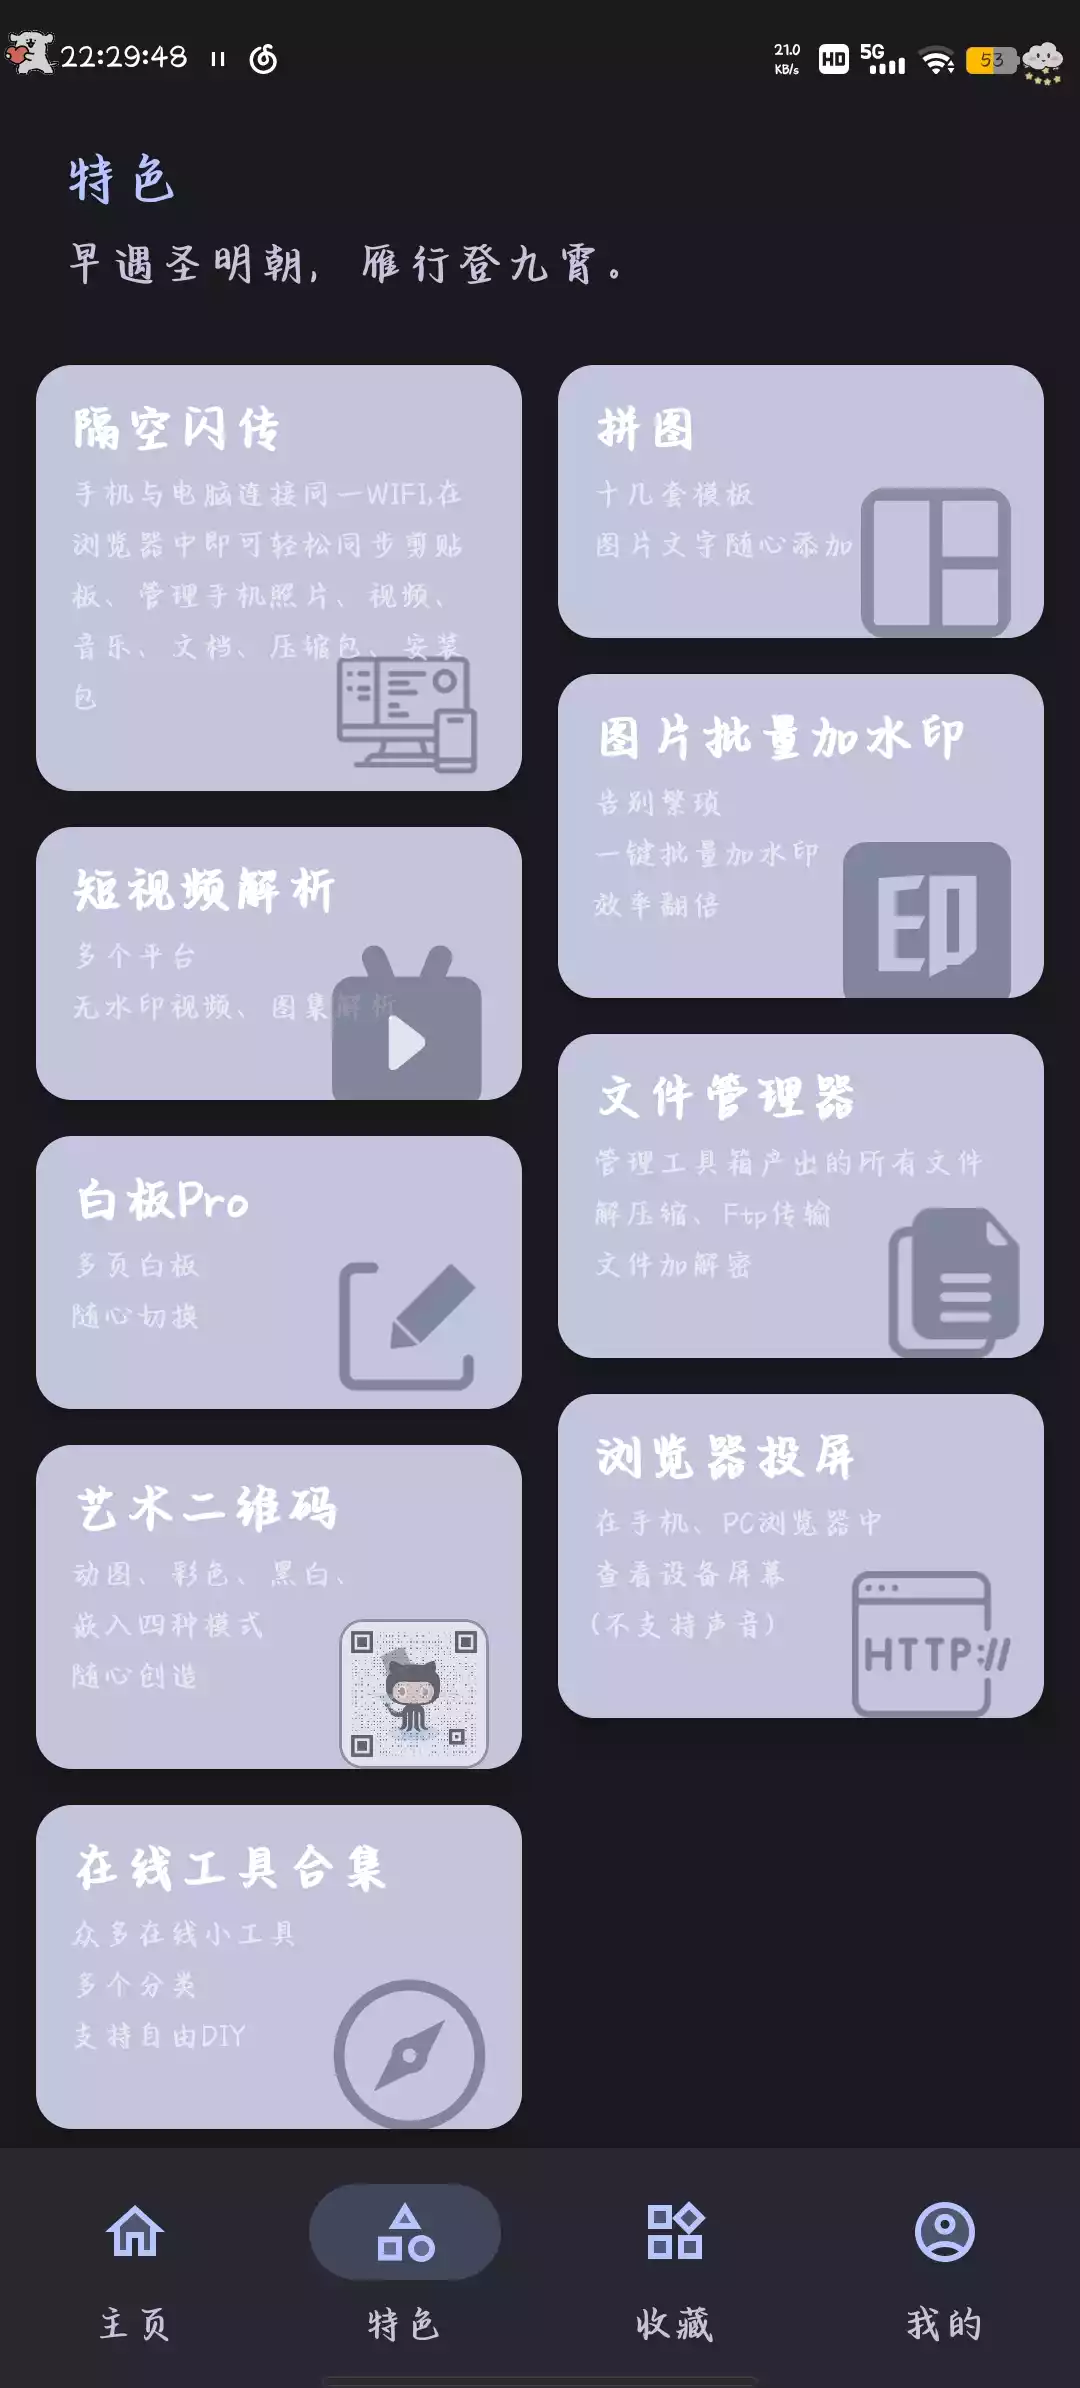 22:29:48
21.0
KB/s
HD
5G
53
特色
早遇圣明朝, 雁行登九霄。
隔空闪传
手机与电脑连接同一WIFI,在
浏览器中即可轻松同步剪贴
板、管理手机照片、视频、
音乐、文档、压缩包、安装
包
短视频解析
多个平台
无水印视频、图集解析
白板Pro
多页白板
随心切换
艺术二维码
动图、彩色、黑白、
嵌入四种模式
随心创造
在线工具合集
众多在线小工具
多个分类
支持自由DIY
拼图
十几套模板
图片文字随心添加
图片批量加水印
告别繁琐
一键批量加水印
效率翻倍
印
文件管理器
管理工具箱产出的所有文件
解压缩、Ftp传输
文件加解密
浏览器投屏
在手机、PC浏览器中
查看设备屏幕
(不支持声音)
HTTP://
主页
特色
收藏
我的